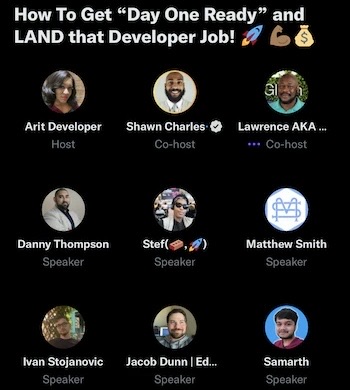 How To Get “Day One Ready” and
LAND that Developer Job! 🚀 💪🏾 💰
Arit Developer
Host
Shawn Charles
Co-host
Lawrence AKA ...
Co-host
Danny Thompson
Speaker
Stef(🧱,🚀)
Speaker
Matthew Smith
Speaker
Ivan Stojanovic
Speaker
Jacob Dunn | Ed...
Speaker
Samarth
Speaker